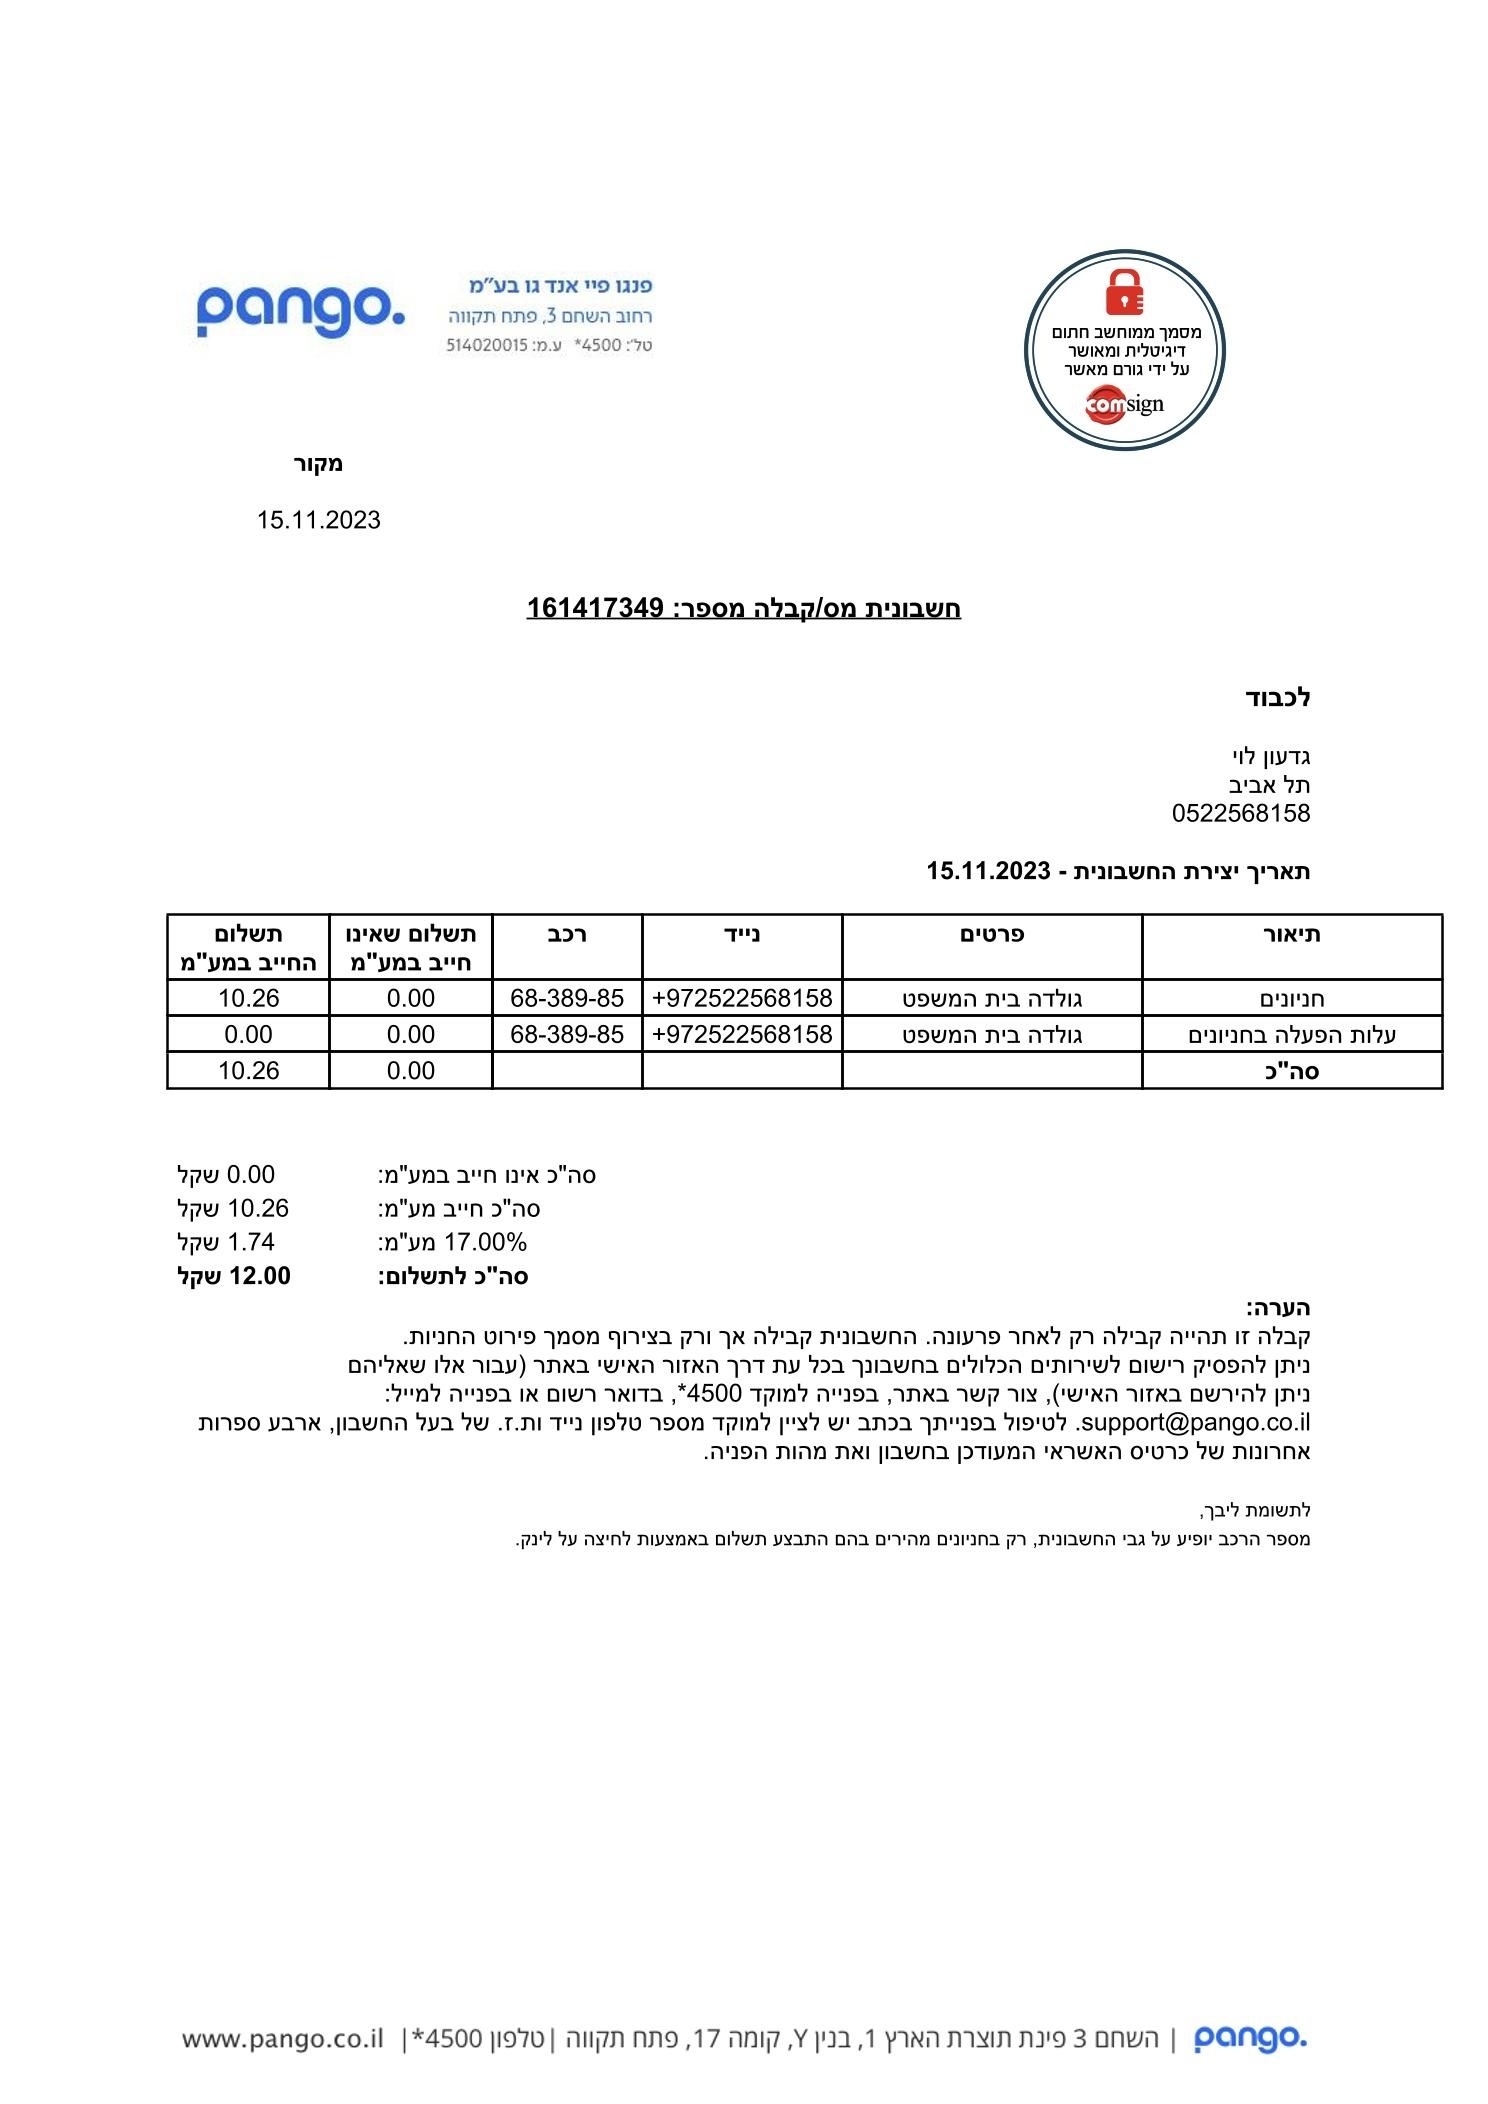 pango.
פנגו פיי אנד גו בע"מ
רחוב השחם 3, פתח תקווה
טל': 4500* ע.מ: 514020015
מסמך ממוחשב חתום
דיגיטלית ומאושר
על ידי גורם מאשר
comsign
מקור
15.11.2023
חשבונית מס/קבלה מספר: 161417349
לכבוד
גדעון לוי
תל אביב
0522568158
תאריך יצירת החשבונית - 15.11.2023
תיאור פרטים נייד רכב תשלום שאינו חייב במע"מ תשלום החייב במע"מ
חניונים גולדה בית המשפט +972522568158 68-389-85 0.00 10.26
עלות הפעלה בחניונים גולדה בית המשפט +972522568158 68-389-85 0.00 0.00
סה"כ 0.00 10.26
סה"כ אינו חייב במע"מ: 0.00 שקל
סה"כ חייב מע"מ: 10.26 שקל
17.00% מע"מ: 1.74 שקל
סה"כ לתשלום: 12.00 שקל
הערה:
קבלה זו תהייה קבילה רק לאחר פרעונה. החשבונית קבילה אך ורק בצירוף מסמך פירוט החניות.
ניתן להפסיק רישום לשירותים הכלולים בחשבונך בכל עת דרך האזור האישי באתר (עבור אלו שאליהם
ניתן להירשם באזור האישי), צור קשר באתר, בפנייה למוקד 4500*, בדואר רשום או בפנייה למייל:
support@pango.co.il. לטיפול בפנייתך בכתב יש לציין למוקד מספר טלפון נייד ות.ז. של בעל החשבון, ארבע ספרות
אחרונות של כרטיס האשראי המעודכן בחשבון ואת מהות הפניה.
לתשומת ליבך,
מספר הרכב יופיע על גבי החשבונית, רק בחניונים מהירים בהם התבצע תשלום באמצעות לחיצה על לינק.
pango. | השחם 3 פינת תוצרת הארץ 1, בנין Y, קומה 17, פתח תקווה | טלפון 4500* | www.pango.co.il